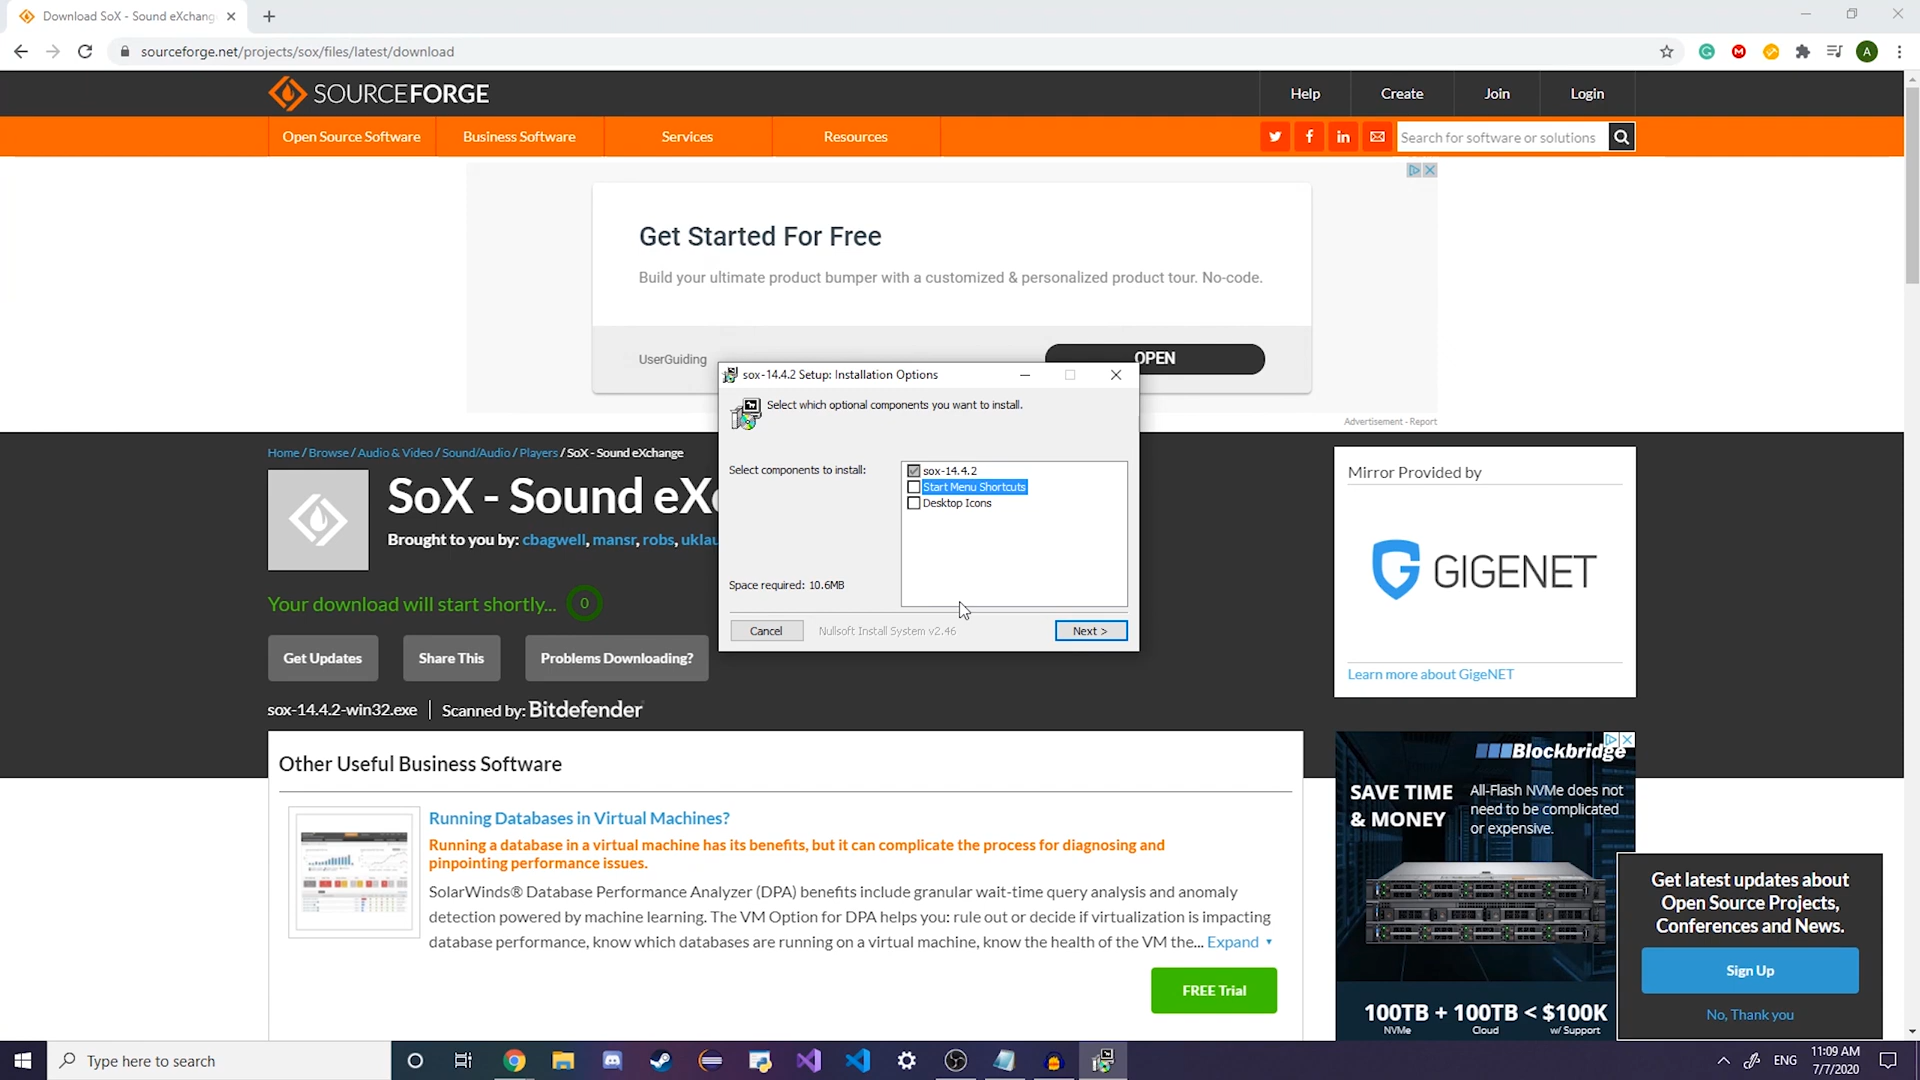 Download SoX - Sound eXchang
sourceforge.net/projects/sox/files/latest/download
A
SOURCEFORGE
Help
Create
Join
Login
Open Source Software
Business Software
Services
Resources
Search for software or solutions
Get Started For Free
Build your ultimate product bumper with a customized & personalized product tour. No-code.
UserGuiding
OPEN
Advertisement - Report
sox-14.4.2 Setup: Installation Options
Select which optional components you want to install.
Select components to install:
sox-14.4.2
Start Menu Shortcuts
Desktop Icons
Space required: 10.6MB
Cancel
Nullsoft Install System v2.46
Next >
Home / Browse / Audio & Video / Sound/Audio / Players / SoX - Sound eXchange
SoX - Sound eX
Brought to you by: cbagwell, mansr, robs, uklau
Your download will start shortly... 0
Get Updates
Share This
Problems Downloading?
sox-14.4.2-win32.exe
Scanned by: Bitdefender
Mirror Provided by
GIGENET
Learn more about GigeNET
Other Useful Business Software
Running Databases in Virtual Machines?
Running a database in a virtual machine has its benefits, but it can complicate the process for diagnosing and
pinpointing performance issues.
SolarWinds® Database Performance Analyzer (DPA) benefits include granular wait-time query analysis and anomaly
detection powered by machine learning. The VM Option for DPA helps you: rule out or decide if virtualization is impacting
database performance, know which databases are running on a virtual machine, know the health of the VM the... Expand
FREE Trial
Blockbridge
SAVE TIME
& MONEY
All-Flash NVMe does not
need to be complicated
or expensive.
100TB + 100TB < $100K
NVMe
Cloud
w/ Support
Get latest updates about
Open Source Projects,
Conferences and News.
Sign Up
No, Thank you
Type here to search
ENG
11:09 AM
7/7/2020